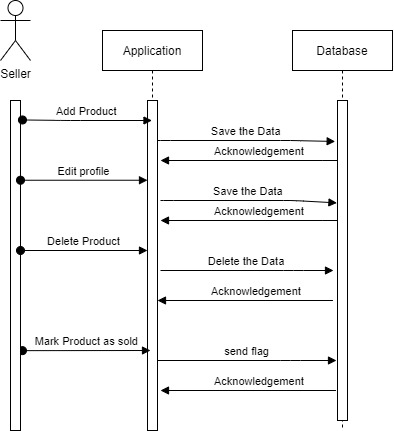 Application
Database
Seller
Add Product
Save the Data
Acknowledgement
Edit profile
Save the Data
Acknowledgement
Delete Product
Delete the Data
Acknowledgement
Mark Product as sold
send flag
Acknowledgement